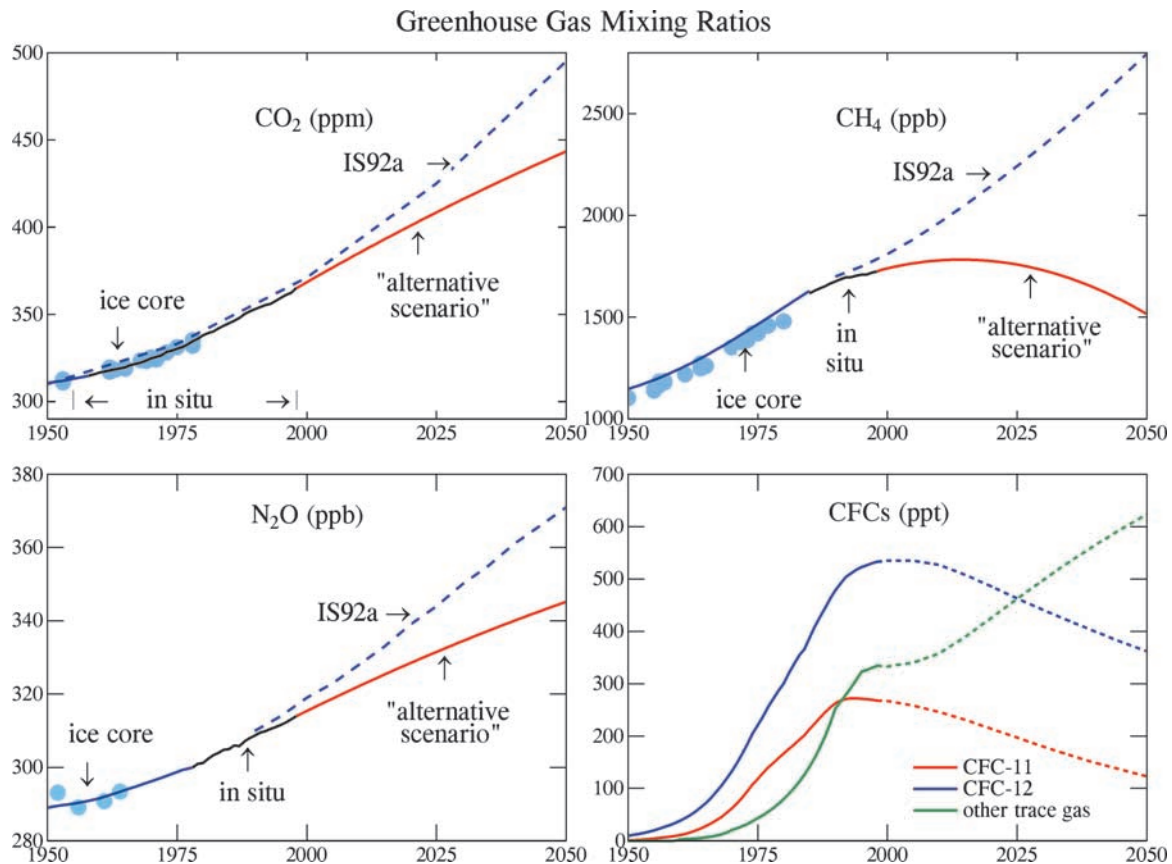 Greenhouse Gas Mixing Ratios
500
450
400
350
300
CO₂ (ppm)
IS92a →
"alternative
scenario"
ice core
← in situ →
1950 1975 2000 2025 2050
2500
2000
1500
1000
CH₄ (ppb)
IS92a →
"alternative
scenario"
in
situ
ice core
1950 1975 2000 2025 2050
380
360
340
320
300
280
N₂O (ppb)
IS92a →
"alternative
scenario"
ice core
in situ
1950 1975 2000 2025 2050
700
600
500
400
300
200
100
0
CFCs (ppt)
CFC-11
CFC-12
other trace gas
1950 1975 2000 2025 2050